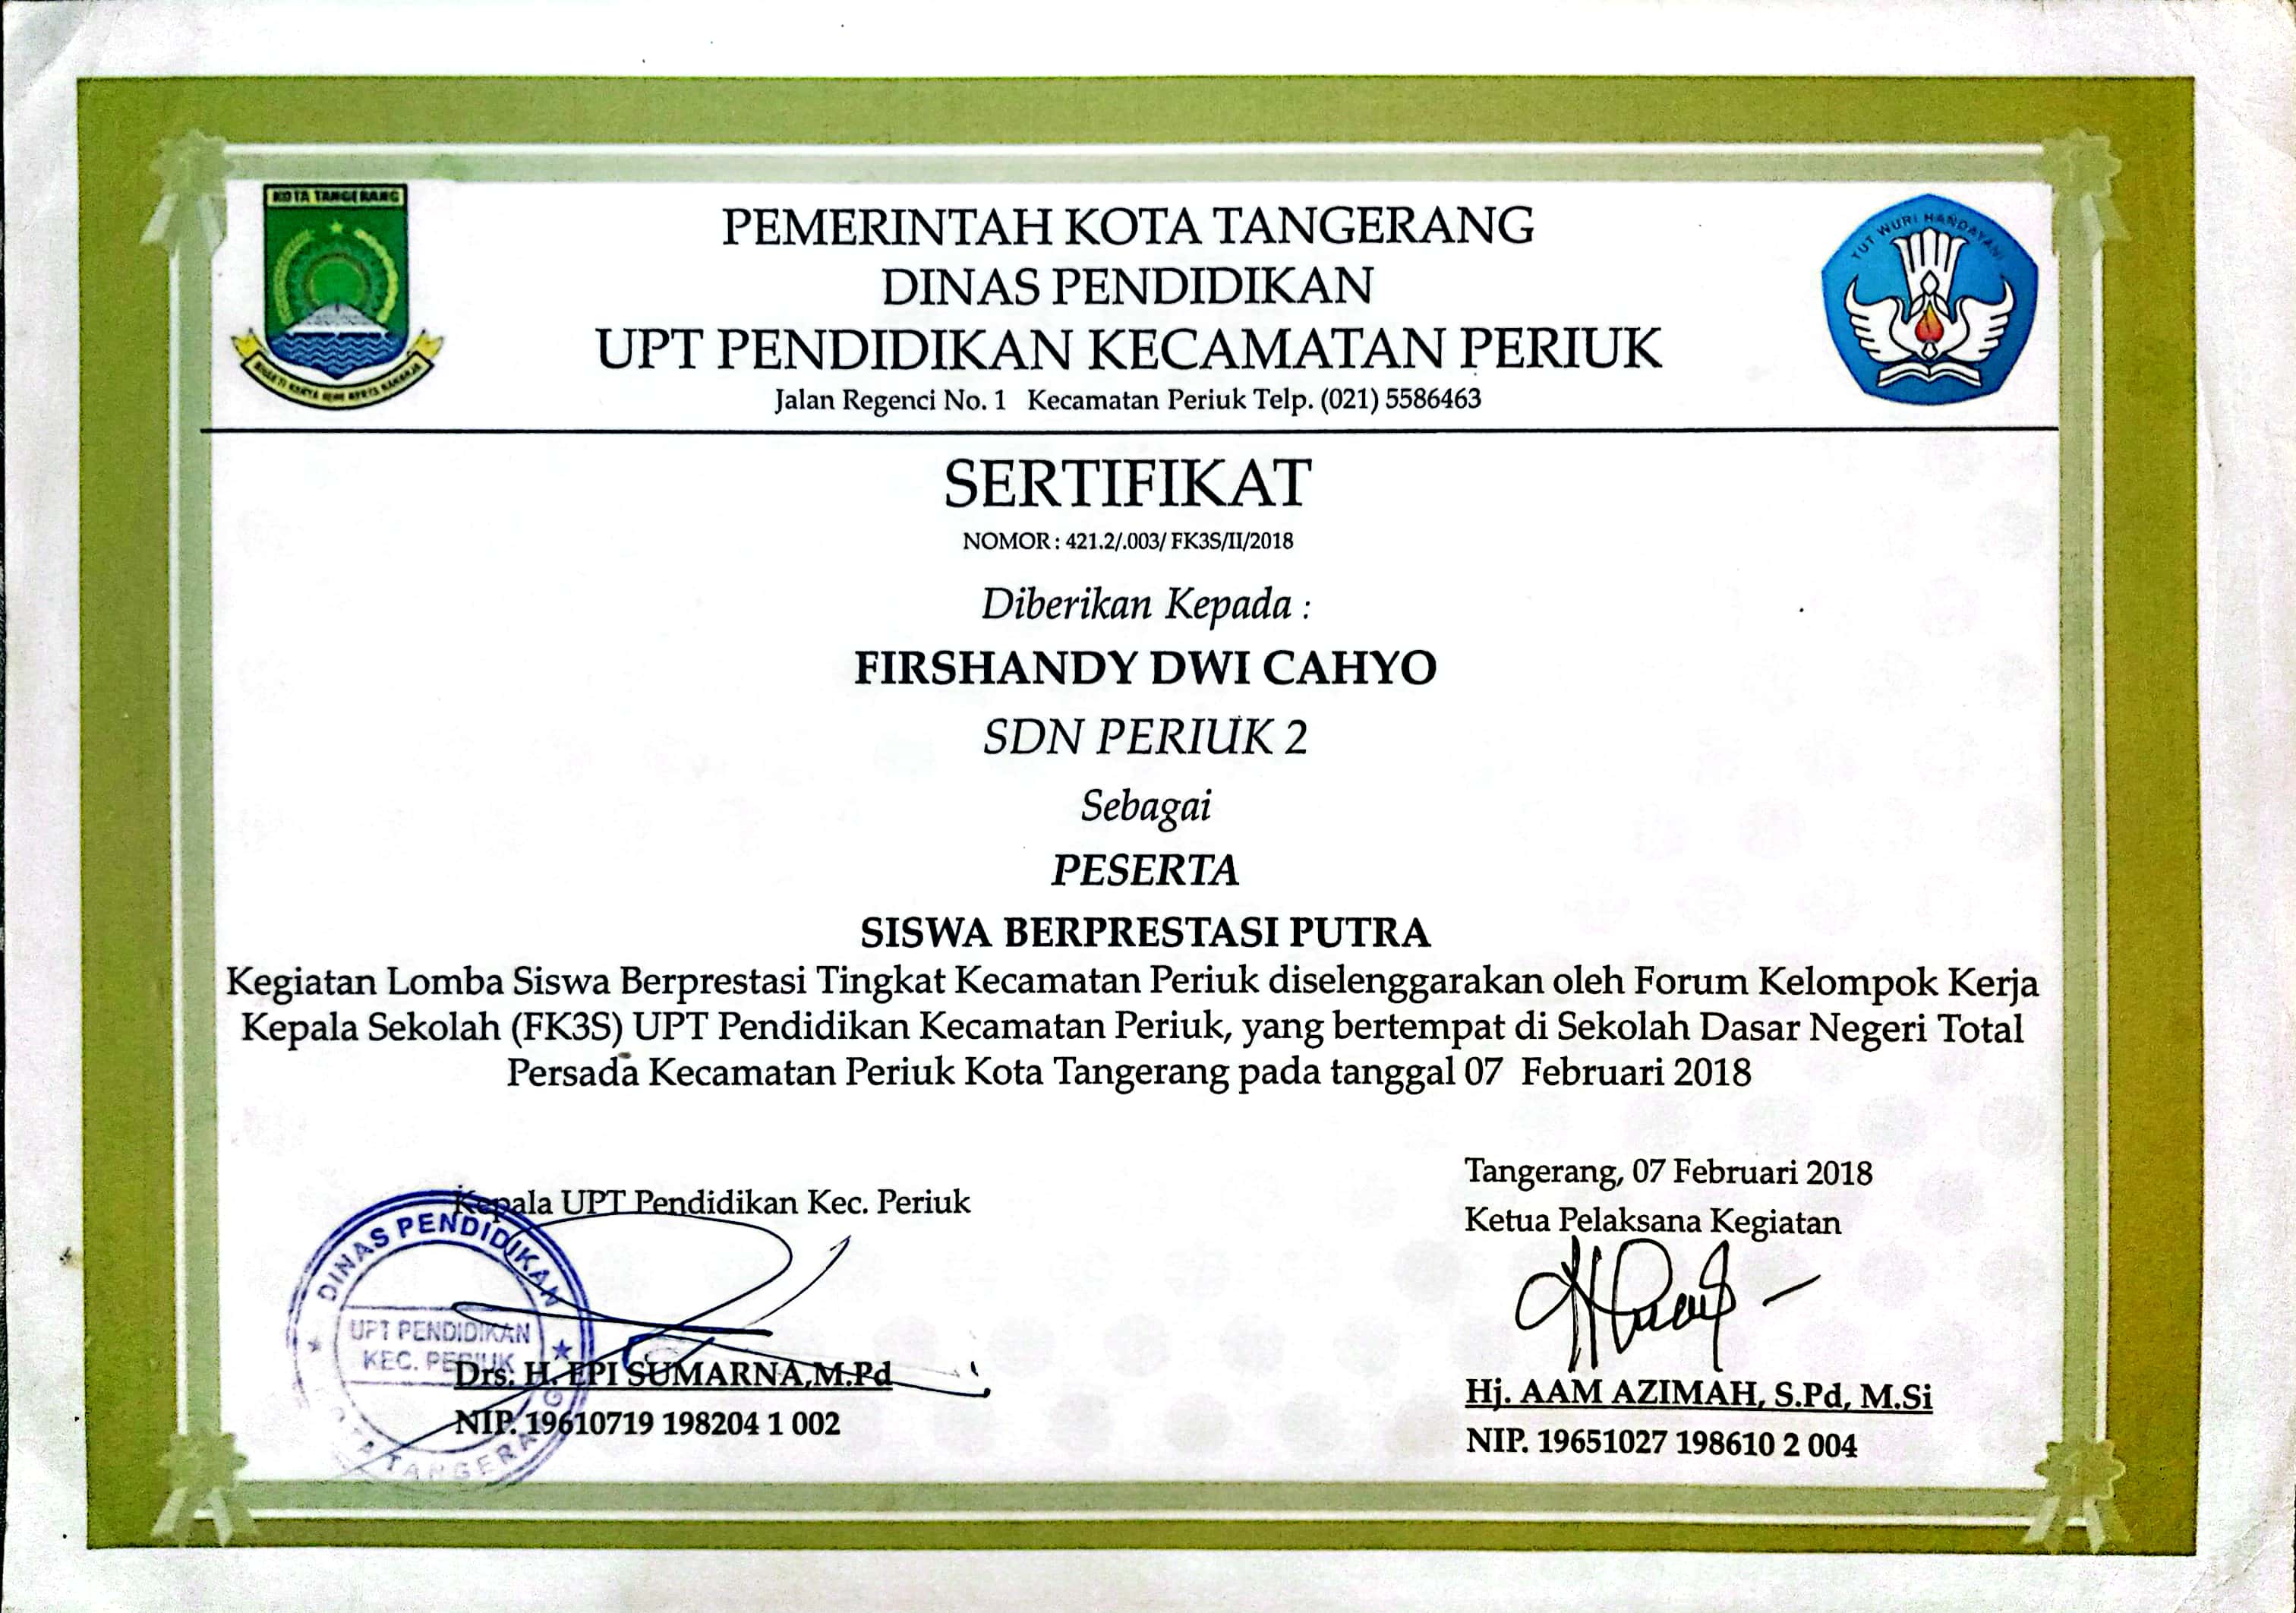 KOTA TANGERANG
TUT WURI HANDAYANI
PEMERINTAH KOTA TANGERANG
DINAS PENDIDIKAN
UPT PENDIDIKAN KECAMATAN PERIUK
Jalan Regenci No. 1 Kecamatan Periuk Telp. (021) 5586463
SERTIFIKAT
NOMOR : 421.2/.003/ FK3S/II/2018
Diberikan Kepada :
FIRSHANDY DWI CAHYO
SDN PERIUK 2
Sebagai
PESERTA
SISWA BERPRESTASI PUTRA
Kegiatan Lomba Siswa Berprestasi Tingkat Kecamatan Periuk diselenggarakan oleh Forum Kelompok Kerja
Kepala Sekolah (FK3S) UPT Pendidikan Kecamatan Periuk, yang bertempat di Sekolah Dasar Negeri Total
Persada Kecamatan Periuk Kota Tangerang pada tanggal 07 Februari 2018
Kepala UPT Pendidikan Kec. Periuk
DINAS PENDIDIKAN
UPT PENDIDIKAN
KEC. PERIUK
KOTA TANGERANG
Drs. H. EPI SUMARNA,M.Pd
NIP. 19610719 198204 1 002
Tangerang, 07 Februari 2018
Ketua Pelaksana Kegiatan
Hj. AAM AZIMAH, S.Pd, M.Si
NIP. 19651027 198610 2 004